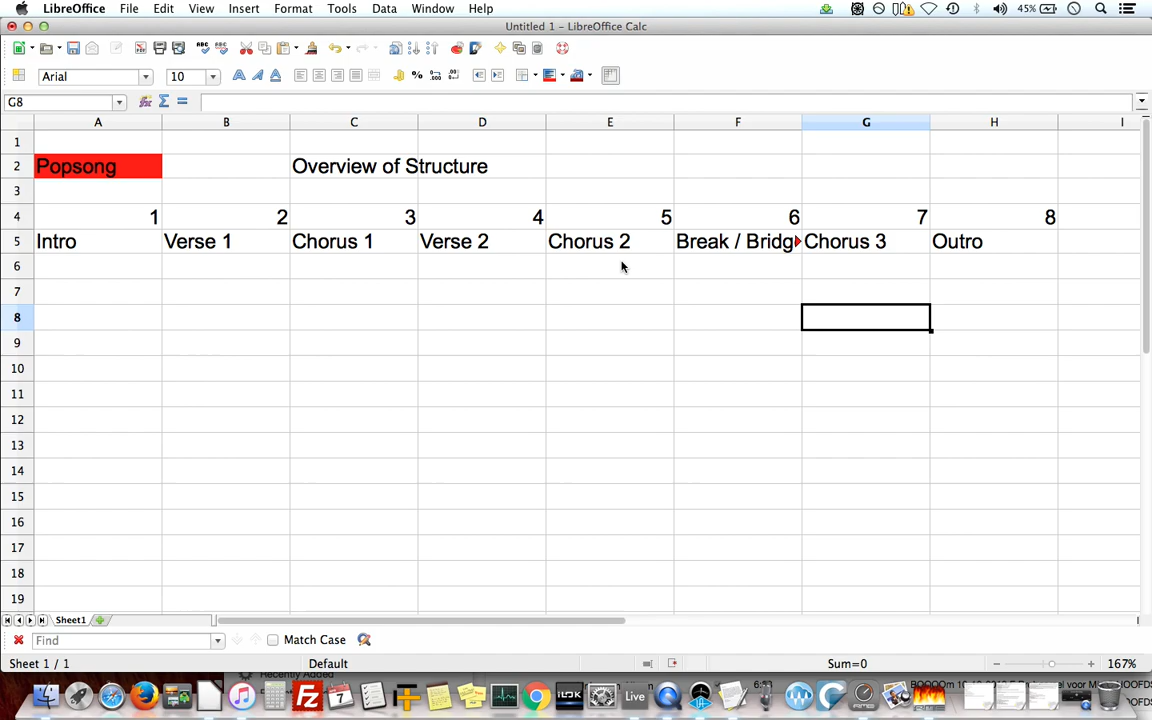 LibreOffice File Edit View Insert Format Tools Data Window Help 45%
Untitled 1 – LibreOffice Calc
Arial 10
G8
A B C D E F G H I
1
2 Popsong Overview of Structure
3
4 1 2 3 4 5 6 7 8
5 Intro Verse 1 Chorus 1 Verse 2 Chorus 2 Break / Bridg Chorus 3 Outro
6
7
8
9
10
11
12
13
14
15
16
17
18
19
Sheet1
Find Match Case
Sheet 1 / 1 Default Sum=0 167%
Recently Added
Live